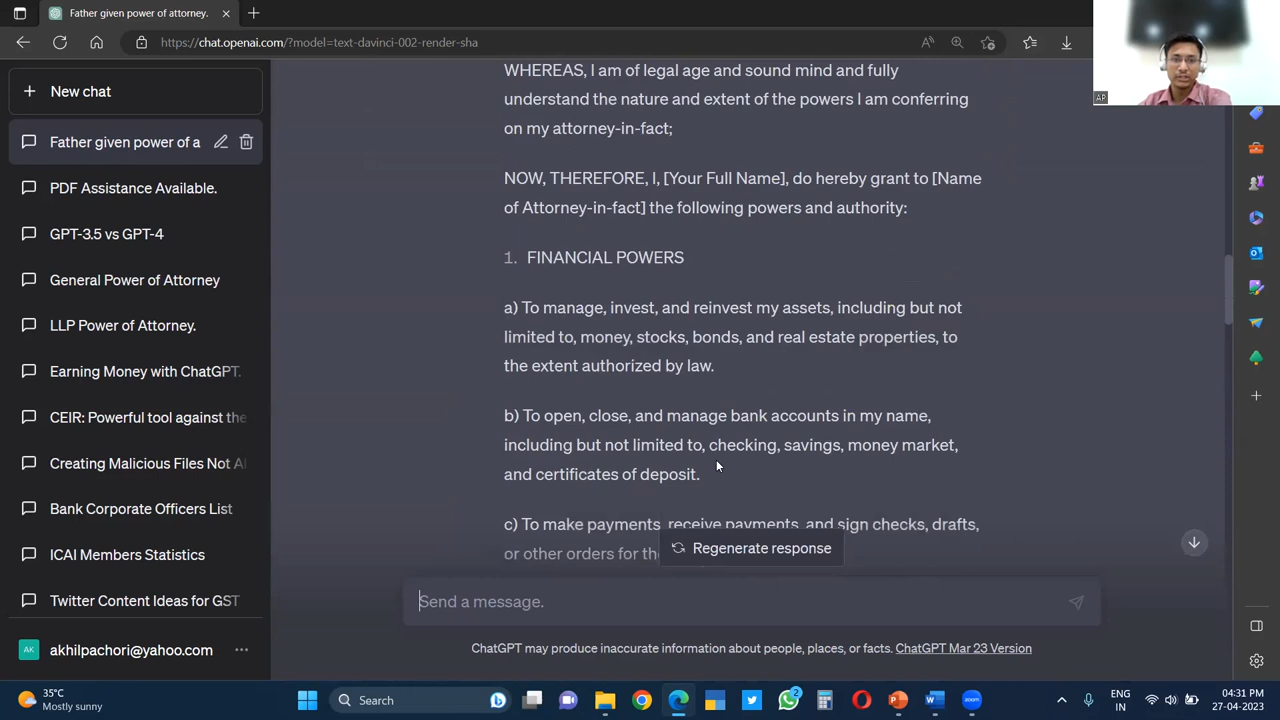 Father given power of attorney.
https://chat.openai.com/?model=text-davinci-002-render-sha
AP
New chat
Father given power of a
PDF Assistance Available.
GPT-3.5 vs GPT-4
General Power of Attorney
LLP Power of Attorney.
Earning Money with ChatGPT.
CEIR: Powerful tool against the
Creating Malicious Files Not Al
Bank Corporate Officers List
ICAI Members Statistics
Twitter Content Ideas for GST
AK akhilpachori@yahoo.com
WHEREAS, I am of legal age and sound mind and fully
understand the nature and extent of the powers I am conferring
on my attorney-in-fact;
NOW, THEREFORE, I, [Your Full Name], do hereby grant to [Name
of Attorney-in-fact] the following powers and authority:
1. FINANCIAL POWERS
a) To manage, invest, and reinvest my assets, including but not
limited to, money, stocks, bonds, and real estate properties, to
the extent authorized by law.
b) To open, close, and manage bank accounts in my name,
including but not limited to, checking, savings, money market,
and certificates of deposit.
c) To make payments, receive payments, and sign checks, drafts,
or other orders for the
Regenerate response
Send a message.
ChatGPT may produce inaccurate information about people, places, or facts. ChatGPT Mar 23 Version
35°C
Mostly sunny
Search
2
W
zoom
ENG
IN
04:31 PM
27-04-2023